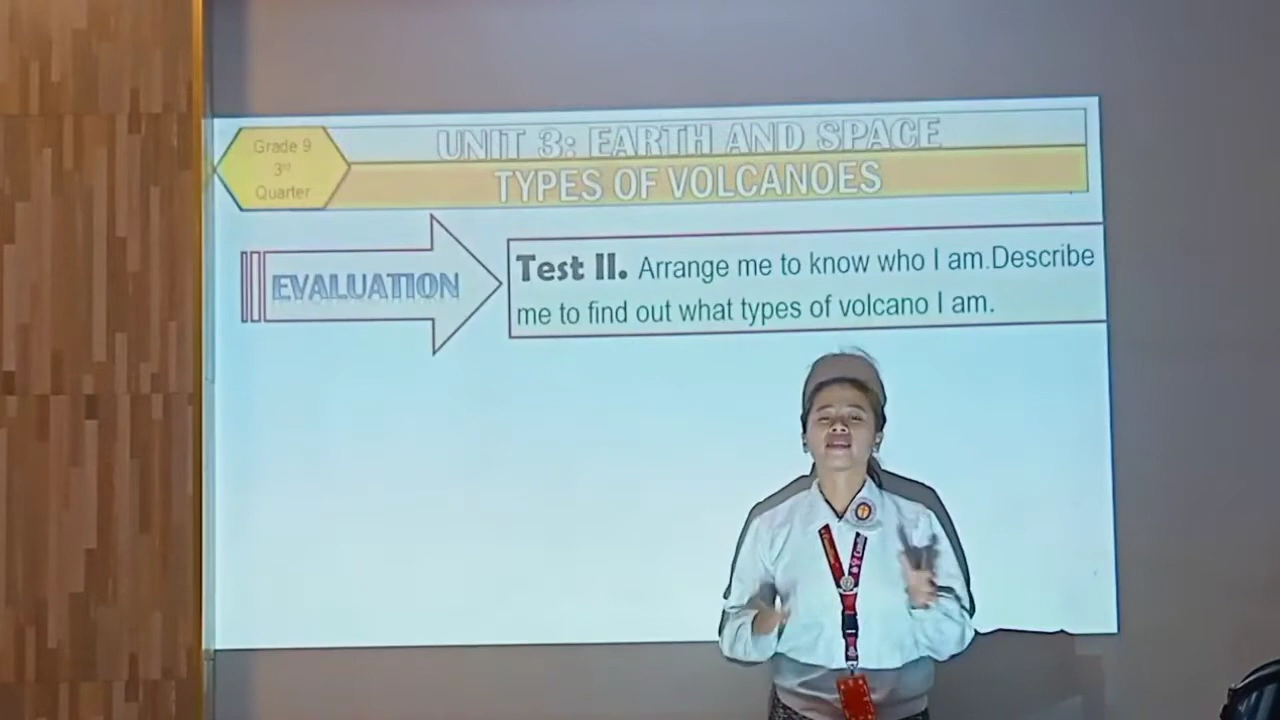 Grade 9
3rd
Quarter
UNIT 3: EARTH AND SPACE
TYPES OF VOLCANOES
EVALUATION
Test II. Arrange me to know who I am.Describe
me to find out what types of volcano I am.